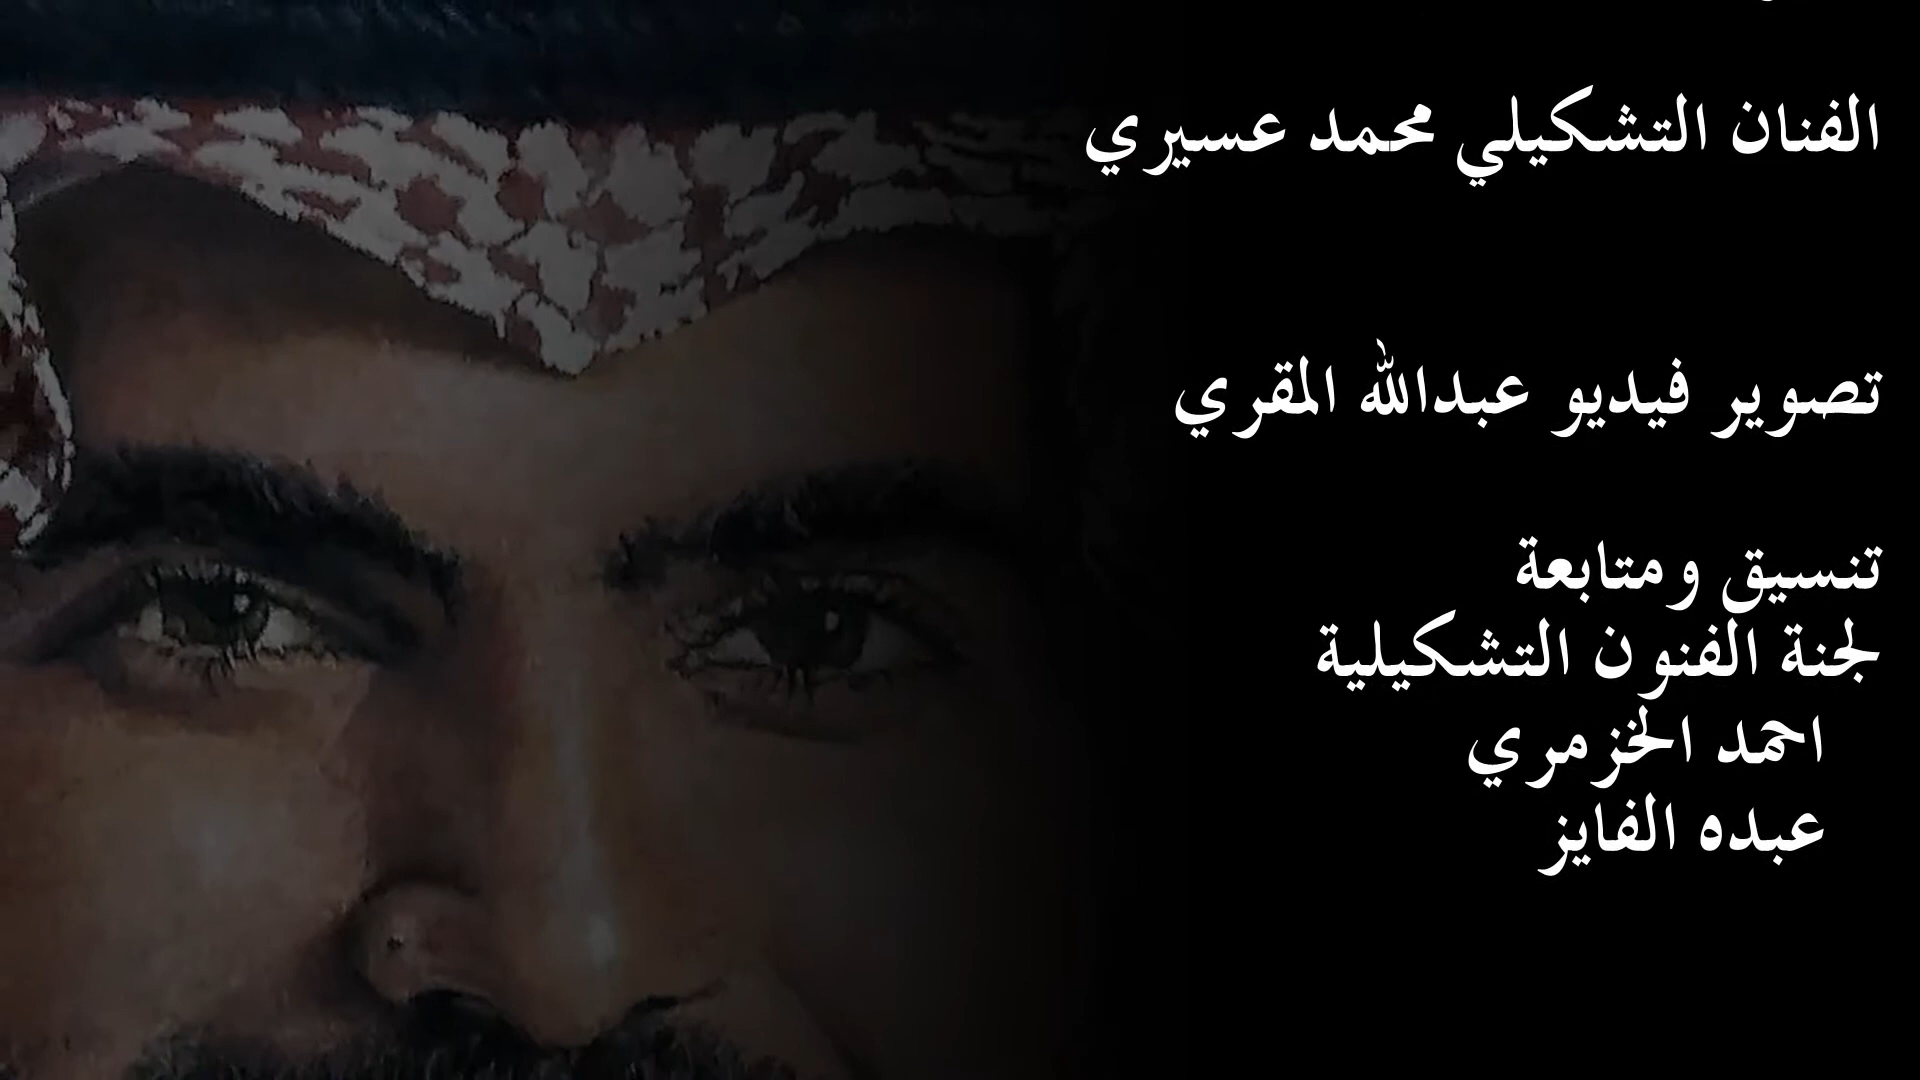 الفنان التشكيلي محمد عسيري
تصوير فيديو عبدالله المقري
تنسيق ومتابعة
لجنة الفنون التشكيلية
احمد الخزمري
عبده الفايز